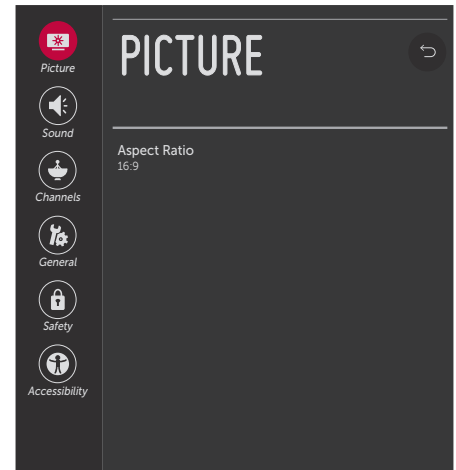 Picture
Sound
Channels
General
Safety
Accessibility
PICTURE
Aspect Ratio
16:9